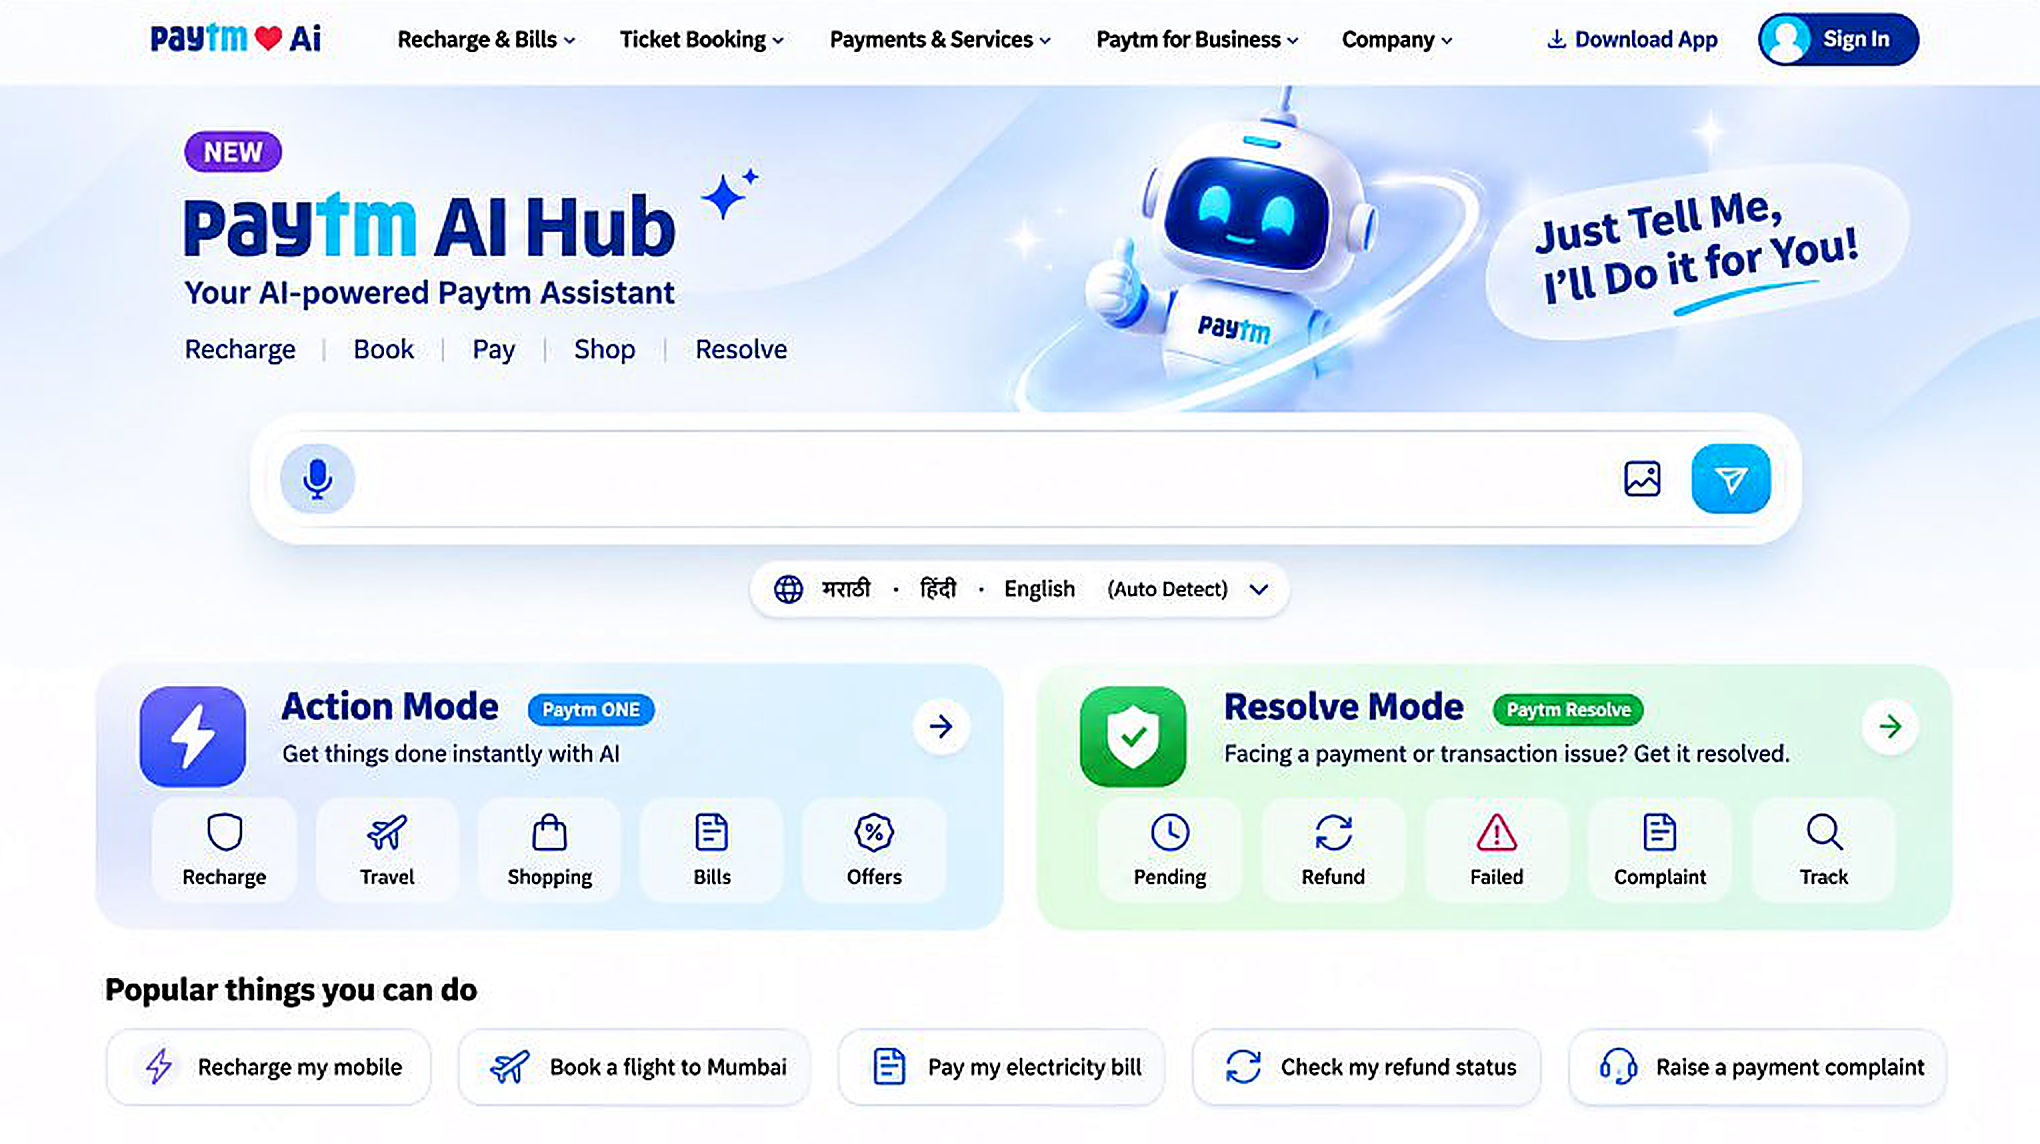 paytm Ai
Recharge & Bills
Ticket Booking
Payments & Services
Paytm for Business
Company
Download App
Sign In
NEW
paytm AI Hub
Your AI-powered Paytm Assistant
Recharge | Book | Pay | Shop | Resolve
paytm
Just Tell Me,
I'll Do it for You!
मराठी · हिंदी · English (Auto Detect)
Action Mode
Paytm ONE
Get things done instantly with AI
Recharge
Travel
Shopping
Bills
Offers
Resolve Mode
Paytm Resolve
Facing a payment or transaction issue? Get it resolved.
Pending
Refund
Failed
Complaint
Track
Popular things you can do
Recharge my mobile
Book a flight to Mumbai
Pay my electricity bill
Check my refund status
Raise a payment complaint